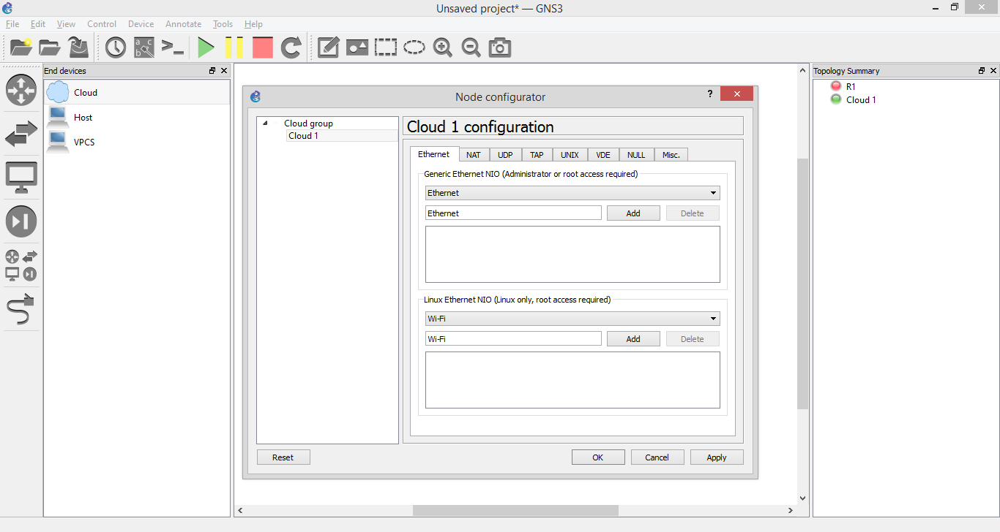 Unsaved project* — GNS3
File Edit View Control Device Annotate Tools Help
End devices
Cloud
Host
VPCS
Node configurator
?
Cloud group
Cloud 1
Cloud 1 configuration
Ethernet NAT UDP TAP UNIX VDE NULL Misc.
Generic Ethernet NIO (Administrator or root access required)
Ethernet
Ethernet Add Delete
Linux Ethernet NIO (Linux only, root access required)
Wi-Fi
Wi-Fi Add Delete
Reset OK Cancel Apply
Topology Summary
R1
Cloud 1